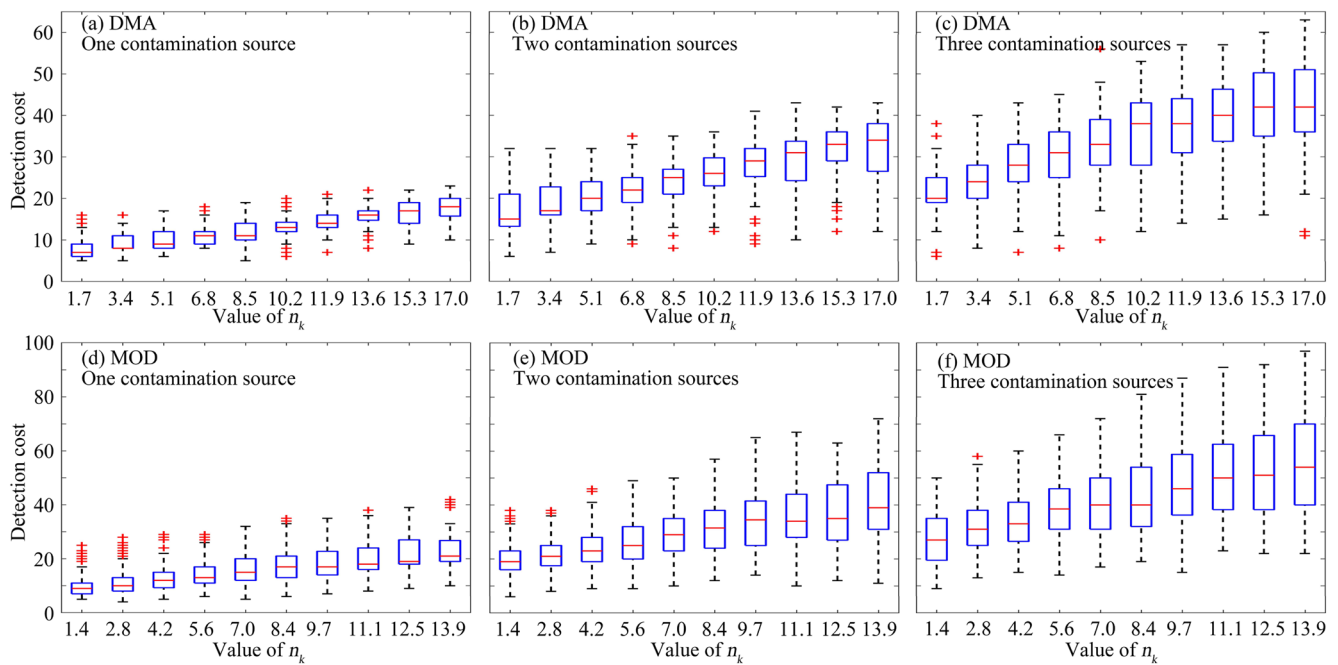 (a) DMA
One contamination source
(b) DMA
Two contamination sources
(c) DMA
Three contamination sources
Detection cost
60
50
40
30
20
10
0
1.7 3.4 5.1 6.8 8.5 10.2 11.9 13.6 15.3 17.0
1.7 3.4 5.1 6.8 8.5 10.2 11.9 13.6 15.3 17.0
1.7 3.4 5.1 6.8 8.5 10.2 11.9 13.6 15.3 17.0
Value of nk
Value of nk
Value of nk
(d) MOD
One contamination source
(e) MOD
Two contamination sources
(f) MOD
Three contamination sources
Detection cost
100
80
60
40
20
0
1.4 2.8 4.2 5.6 7.0 8.4 9.7 11.1 12.5 13.9
1.4 2.8 4.2 5.6 7.0 8.4 9.7 11.1 12.5 13.9
1.4 2.8 4.2 5.6 7.0 8.4 9.7 11.1 12.5 13.9
Value of nk
Value of nk
Value of nk